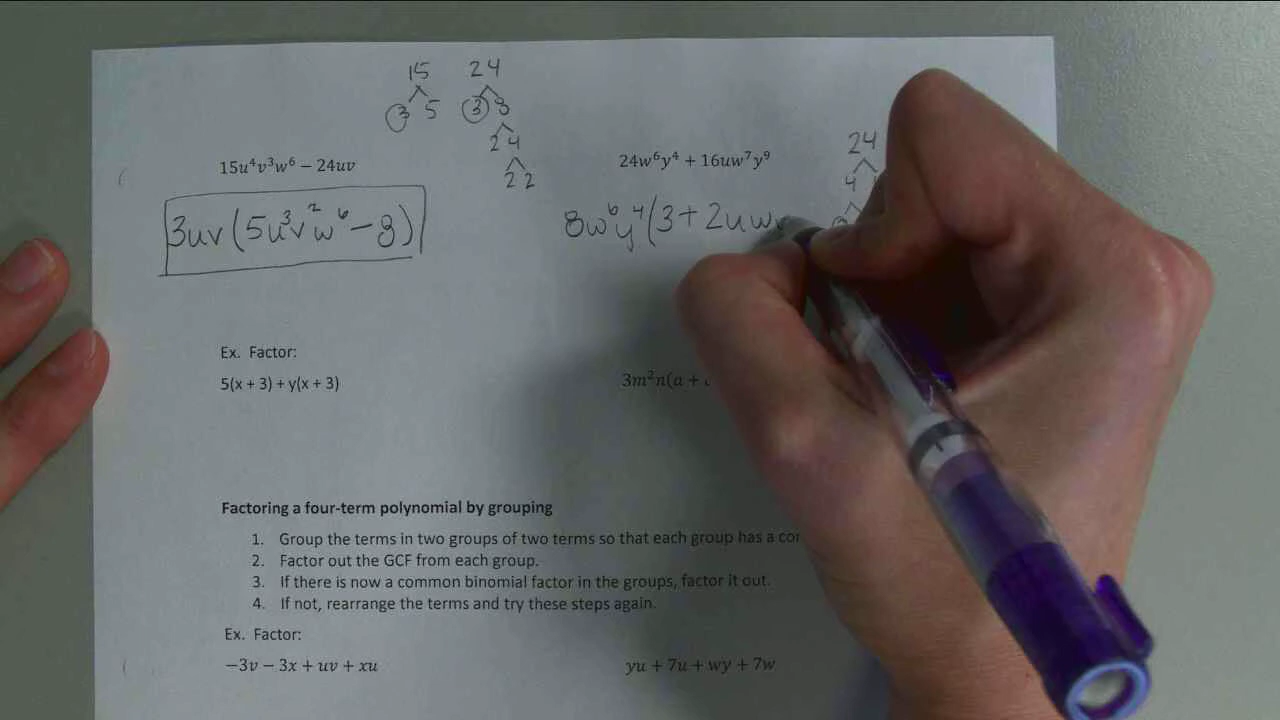 15 24
3 5 3 8
2 4
2 2
15u⁴v³w⁶ − 24uv
3uv(5u³v²w⁶ − 8)
24w⁶y⁴ + 16uw⁷y⁹
24
4
8w⁶y⁴(3 + 2uw
Ex. Factor:
5(x + 3) + y(x + 3)
3m²n(a +
Factoring a four-term polynomial by grouping
1. Group the terms in two groups of two terms so that each group has a
2. Factor out the GCF from each group.
3. If there is now a common binomial factor in the groups, factor it out.
4. If not, rearrange the terms and try these steps again.
Ex. Factor:
−3v − 3x + uv + xu
yu + 7u + wy + 7w